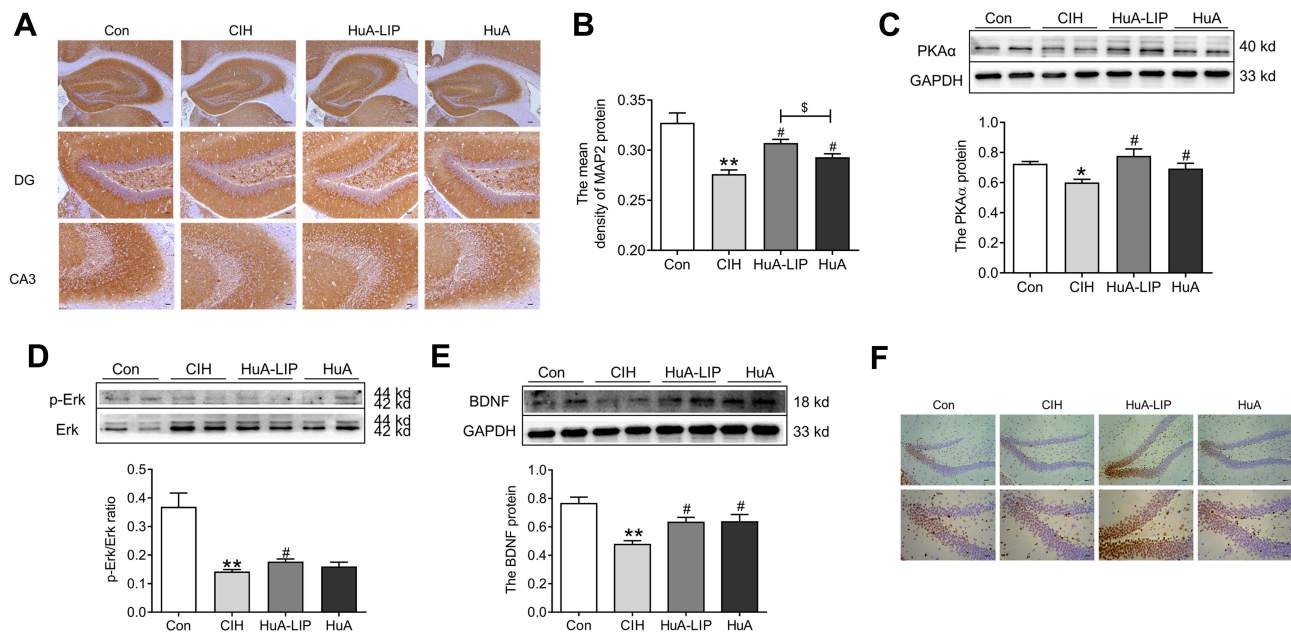 A
Con CIH HuA-LIP HuA
DG
CA3
B
The mean
density of MAP2 protein
0.35
0.30
0.25
0.20
** # # $
Con CIH HuA-LIP HuA
C
Con CIH HuA-LIP HuA
PKAα 40 kd
GAPDH 33 kd
The PKAα protein
1.0
0.8
0.6
0.4
0.2
0.0
* # #
Con CIH HuA-LIP HuA
D
Con CIH HuA-LIP HuA
p-Erk 44 kd
42 kd
Erk 44 kd
42 kd
p-Erk/Erk ratio
0.5
0.4
0.3
0.2
0.1
0.0
** #
Con CIH HuA-LIP HuA
E
Con CIH HuA-LIP HuA
BDNF 18 kd
GAPDH 33 kd
The BDNF protein
1.0
0.8
0.6
0.4
0.2
0.0
** # #
Con CIH HuA-LIP HuA
F
Con CIH HuA-LIP HuA